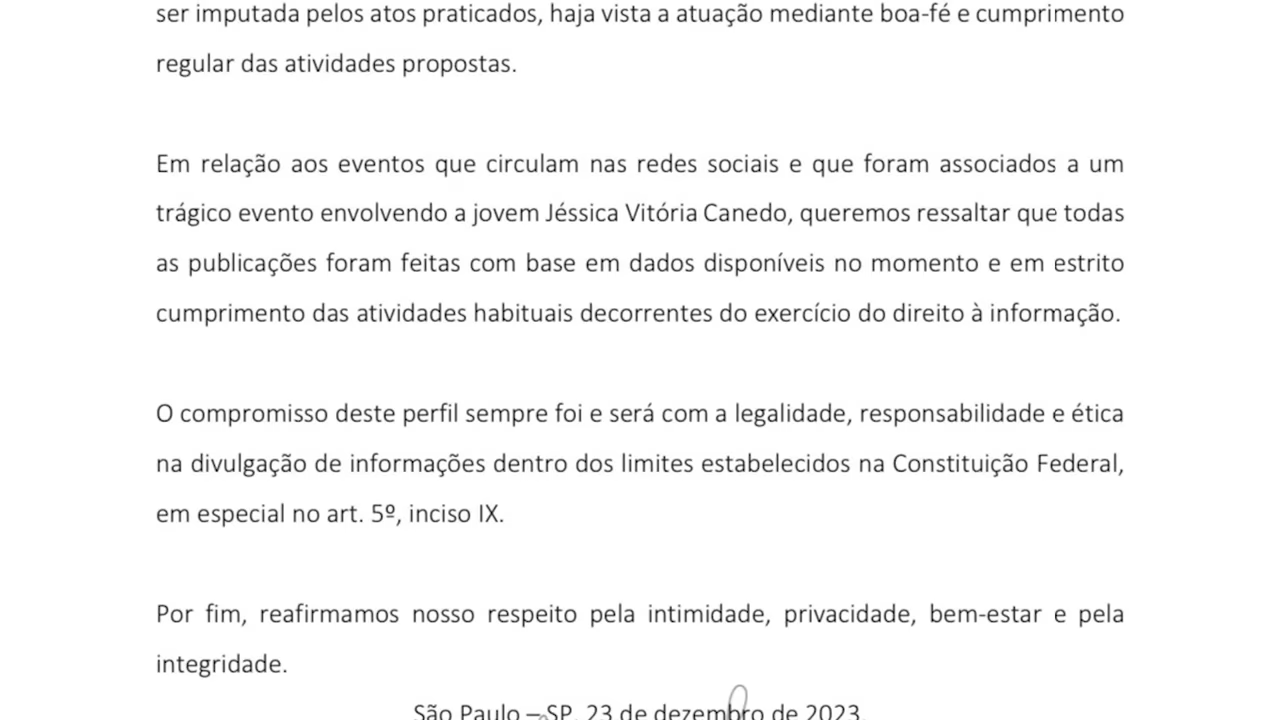 ser imputada pelos atos praticados, haja vista a atuação mediante boa-fé e cumprimento
regular das atividades propostas.
Em relação aos eventos que circulam nas redes sociais e que foram associados a um
trágico evento envolvendo a jovem Jéssica Vitória Canedo, queremos ressaltar que todas
as publicações foram feitas com base em dados disponíveis no momento e em estrito
cumprimento das atividades habituais decorrentes do exercício do direito à informação.
O compromisso deste perfil sempre foi e será com a legalidade, responsabilidade e ética
na divulgação de informações dentro dos limites estabelecidos na Constituição Federal,
em especial no art. 5º, inciso IX.
Por fim, reafirmamos nosso respeito pela intimidade, privacidade, bem-estar e pela
integridade.
São Paulo – SP, 23 de dezembro de 2023.